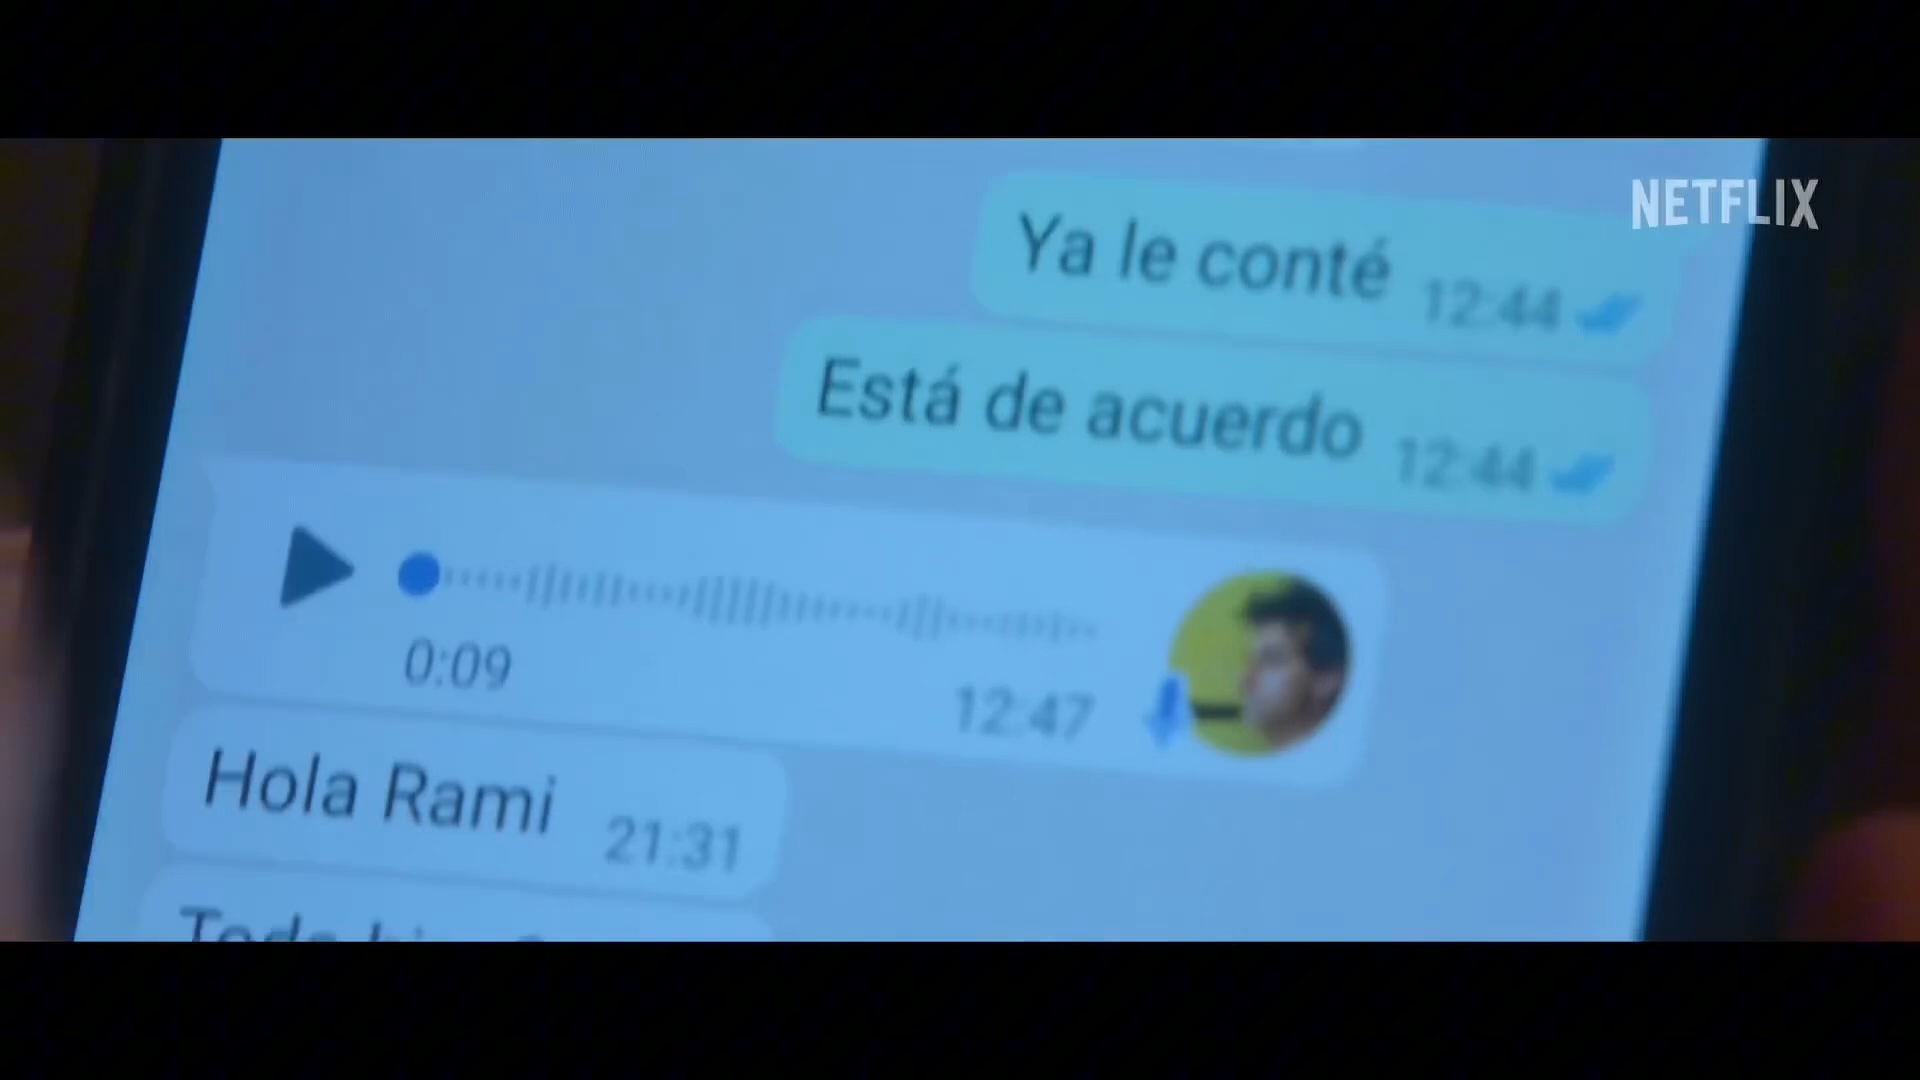 NETFLIX
Ya le conté 12:44
Está de acuerdo 12:44
0:09 12:47
Hola Rami 21:31